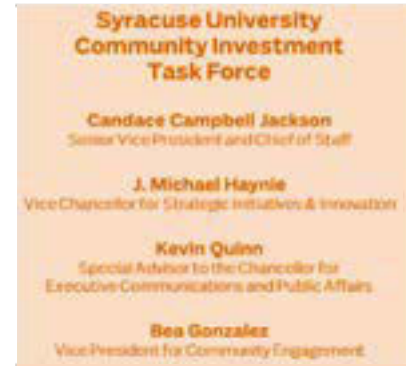 Syracuse University
Community Investment
Task Force
Candace Campbell Jackson
Senior Vice President and Chief of Staff
J. Michael Haynie
Vice Chancellor for Strategic Initiatives & Innovation
Kevin Quinn
Special Advisor to the Chancellor for
Executive Communications and Public Affairs
Bea Gonzalez
Vice President for Community Engagement